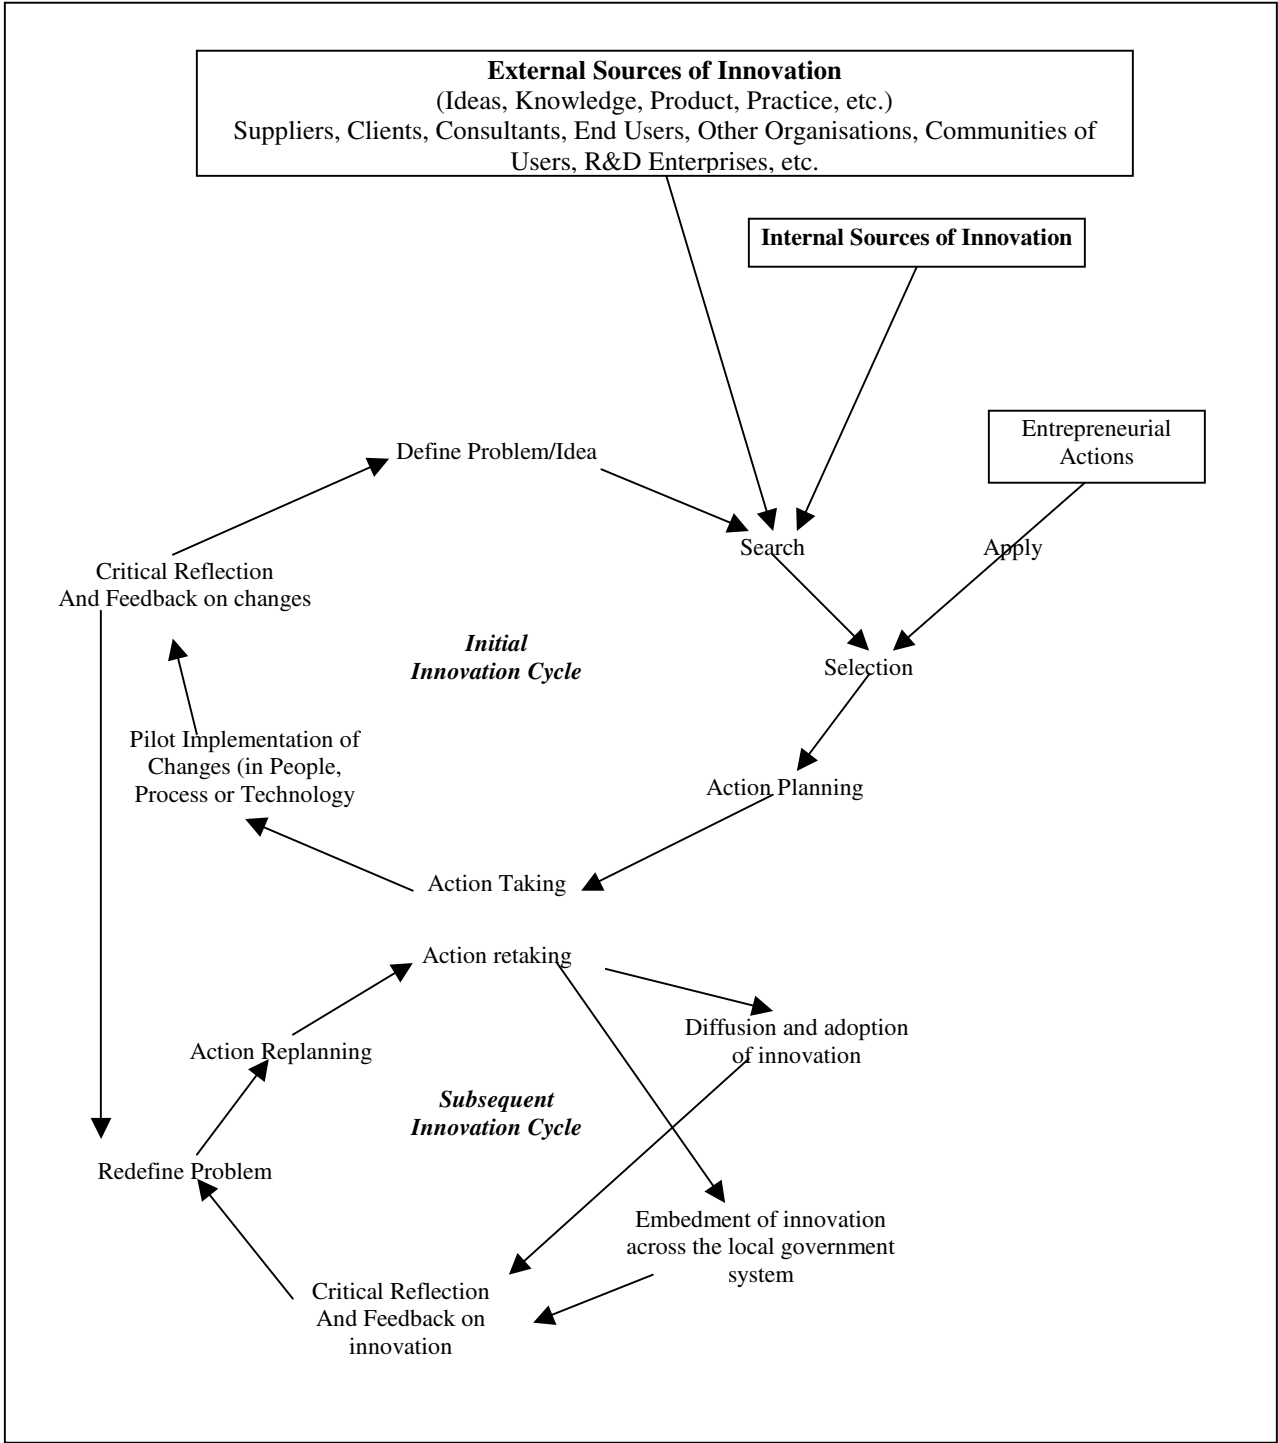 External Sources of Innovation
(Ideas, Knowledge, Product, Practice, etc.)
Suppliers, Clients, Consultants, End Users, Other Organisations, Communities of
Users, R&D Enterprises, etc.
Internal Sources of Innovation
Entrepreneurial
Actions
Define Problem/Idea
Search
Apply
Critical Reflection
And Feedback on changes
Initial
Innovation Cycle
Selection
Pilot Implementation of
Changes (in People,
Process or Technology
Action Planning
Action Taking
Action retaking
Diffusion and adoption
of innovation
Action Replanning
Subsequent
Innovation Cycle
Redefine Problem
Embedment of innovation
across the local government
system
Critical Reflection
And Feedback on
innovation